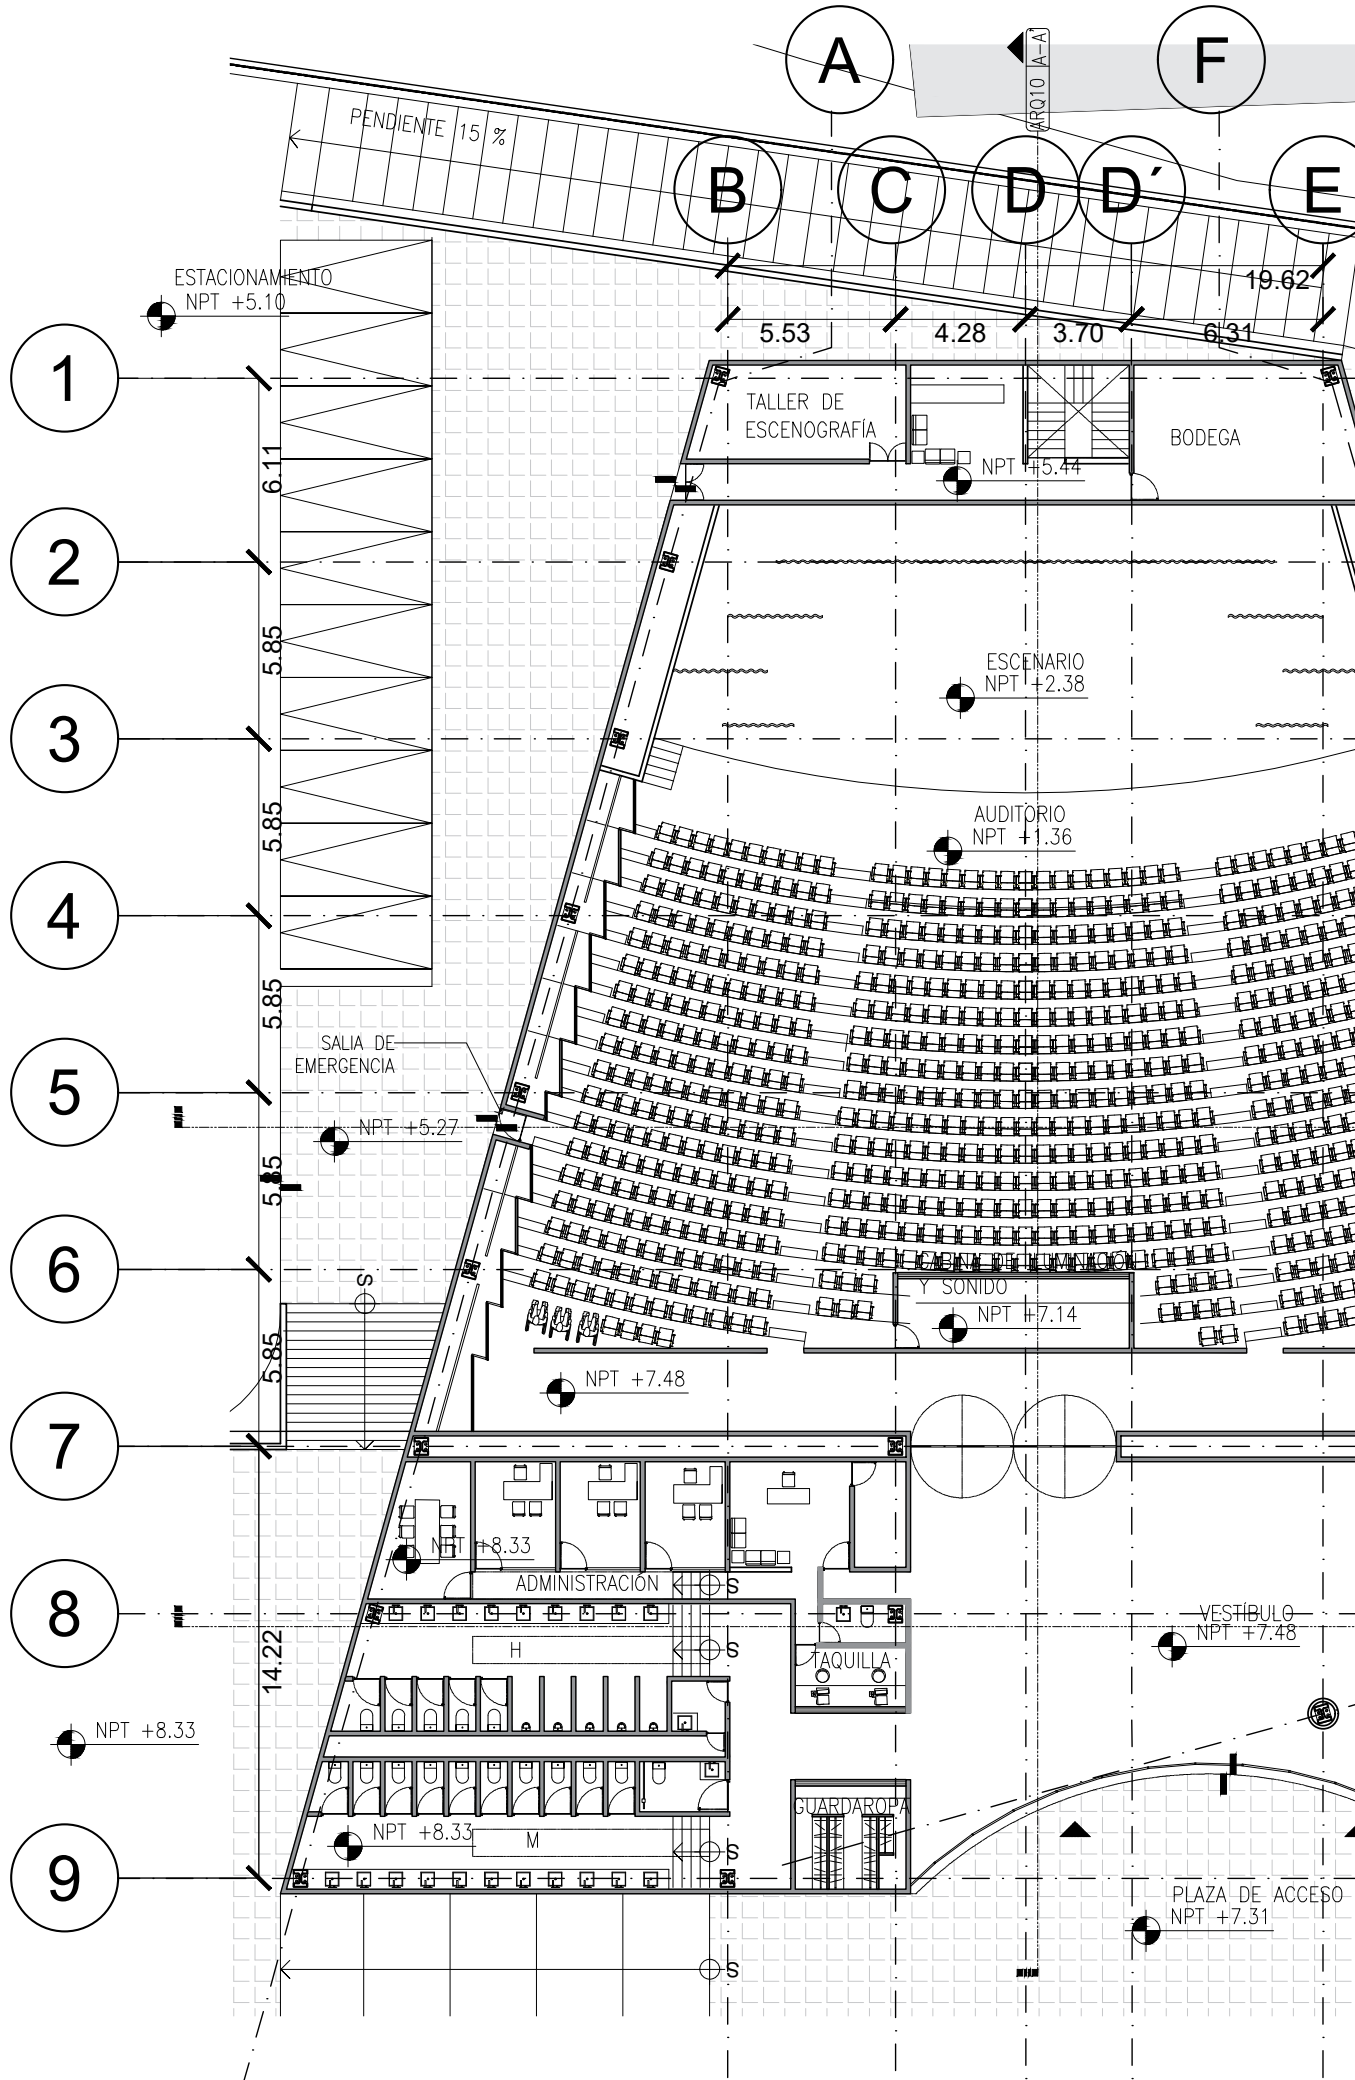 A
F
ARQ10 A-A'
PENDIENTE 15 %
B
C
D
D´
E
19.62
5.53
4.28
3.70
6.31
ESTACIONAMIENTO
NPT +5.10
1
TALLER DE
ESCENOGRAFÍA
BODEGA
NPT +5.44
6.11
2
5.85
ESCENARIO
NPT +2.38
3
5.85
AUDITORIO
NPT +1.36
4
5.85
SALIA DE
EMERGENCIA
5
NPT +5.27
5.85
6
S
CABINA DE ILUMINACIÓN
Y SONIDO
NPT +7.14
5.85
NPT +7.48
7
NPT +8.33
ADMINISTRACIÓN
S
8
VESTÍBULO
NPT +7.48
H
S
TAQUILLA
14.22
NPT +8.33
GUARDAROPA
NPT +8.33
M
S
9
PLAZA DE ACCESO
NPT +7.31
S